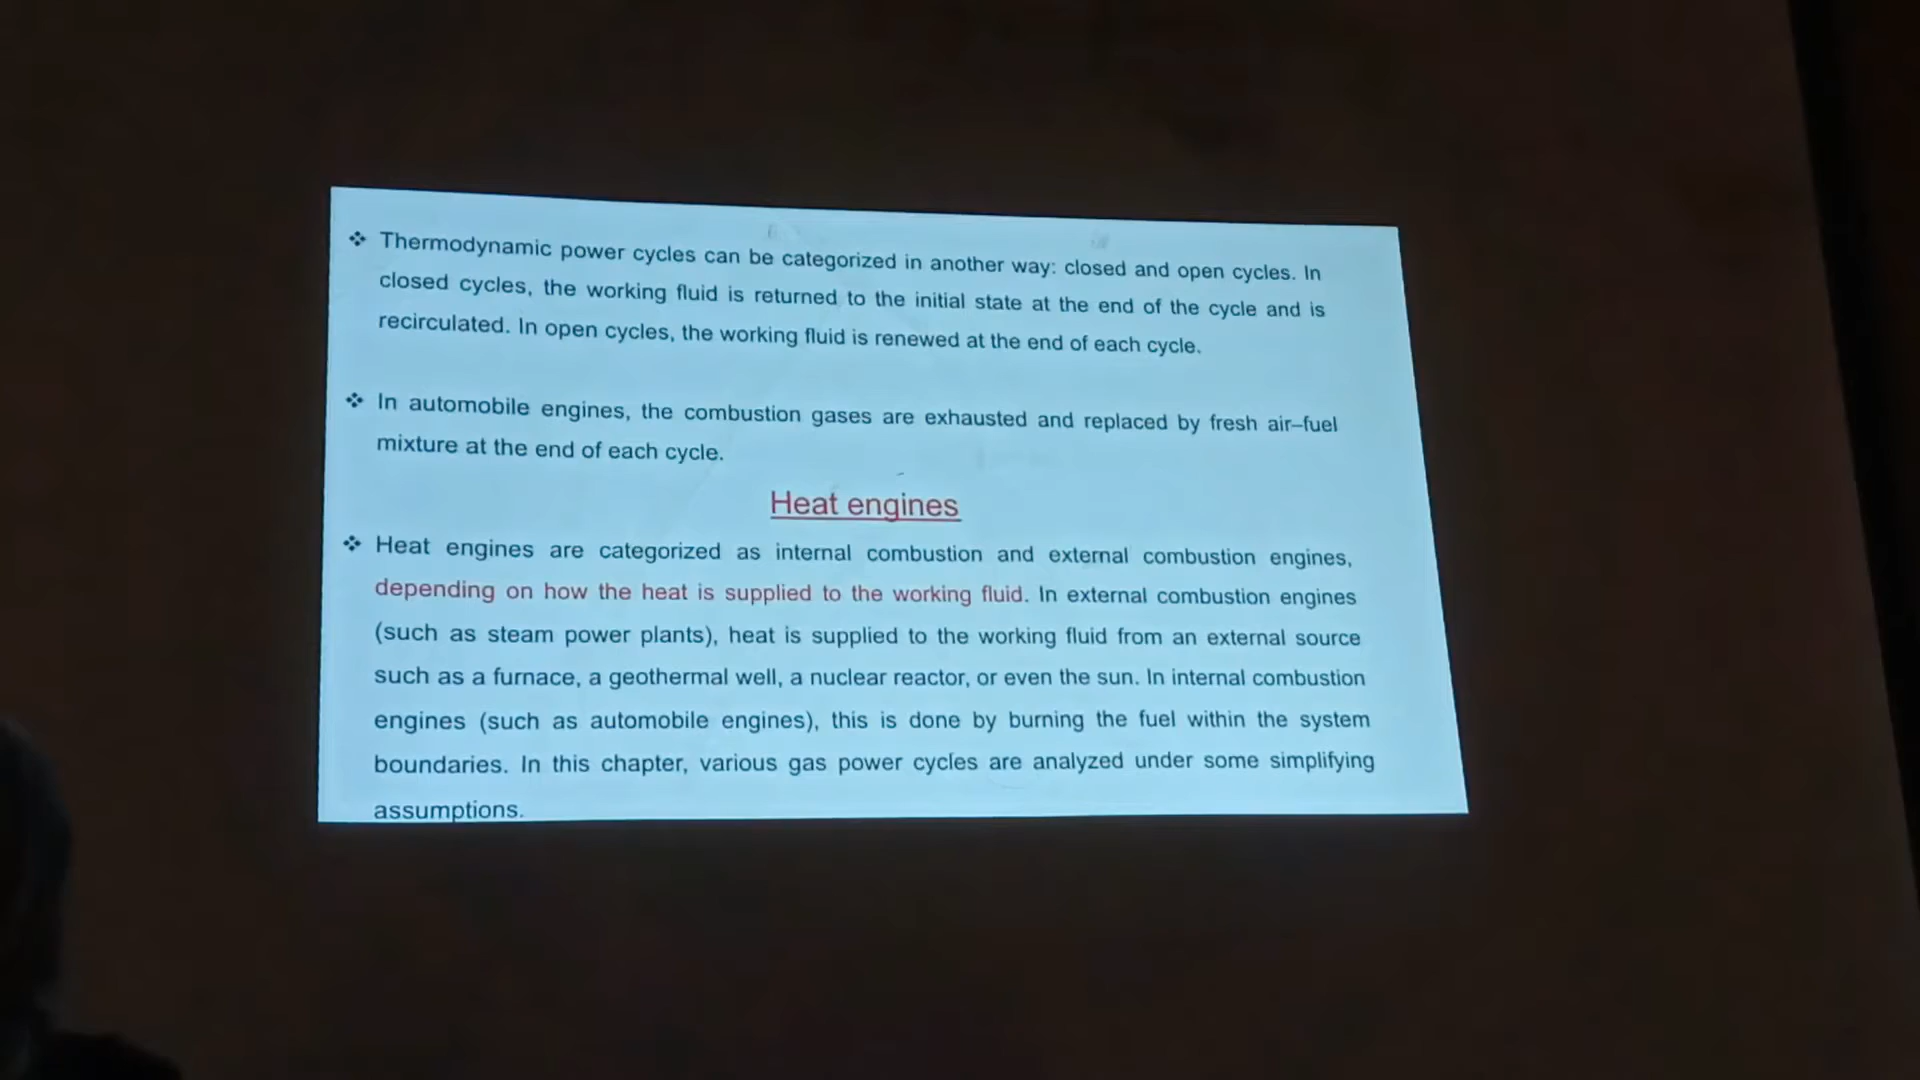 ❖ Thermodynamic power cycles can be categorized in another way: closed and open cycles. In
closed cycles, the working fluid is returned to the initial state at the end of the cycle and is
recirculated. In open cycles, the working fluid is renewed at the end of each cycle.
❖ In automobile engines, the combustion gases are exhausted and replaced by fresh air–fuel
mixture at the end of each cycle.
Heat engines
❖ Heat engines are categorized as internal combustion and external combustion engines,
depending on how the heat is supplied to the working fluid. In external combustion engines
(such as steam power plants), heat is supplied to the working fluid from an external source
such as a furnace, a geothermal well, a nuclear reactor, or even the sun. In internal combustion
engines (such as automobile engines), this is done by burning the fuel within the system
boundaries. In this chapter, various gas power cycles are analyzed under some simplifying
assumptions.